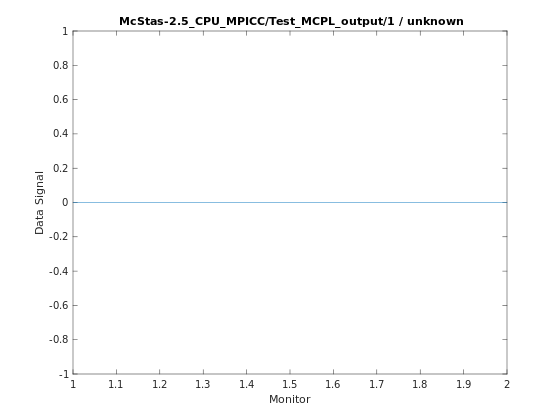 McStas-2.5_CPU_MPICC/Test_MCPL_output/1 / unknown
1
0.8
0.6
0.4
0.2
0
-0.2
-0.4
-0.6
-0.8
-1
Data Signal
1 1.1 1.2 1.3 1.4 1.5 1.6 1.7 1.8 1.9 2
Monitor